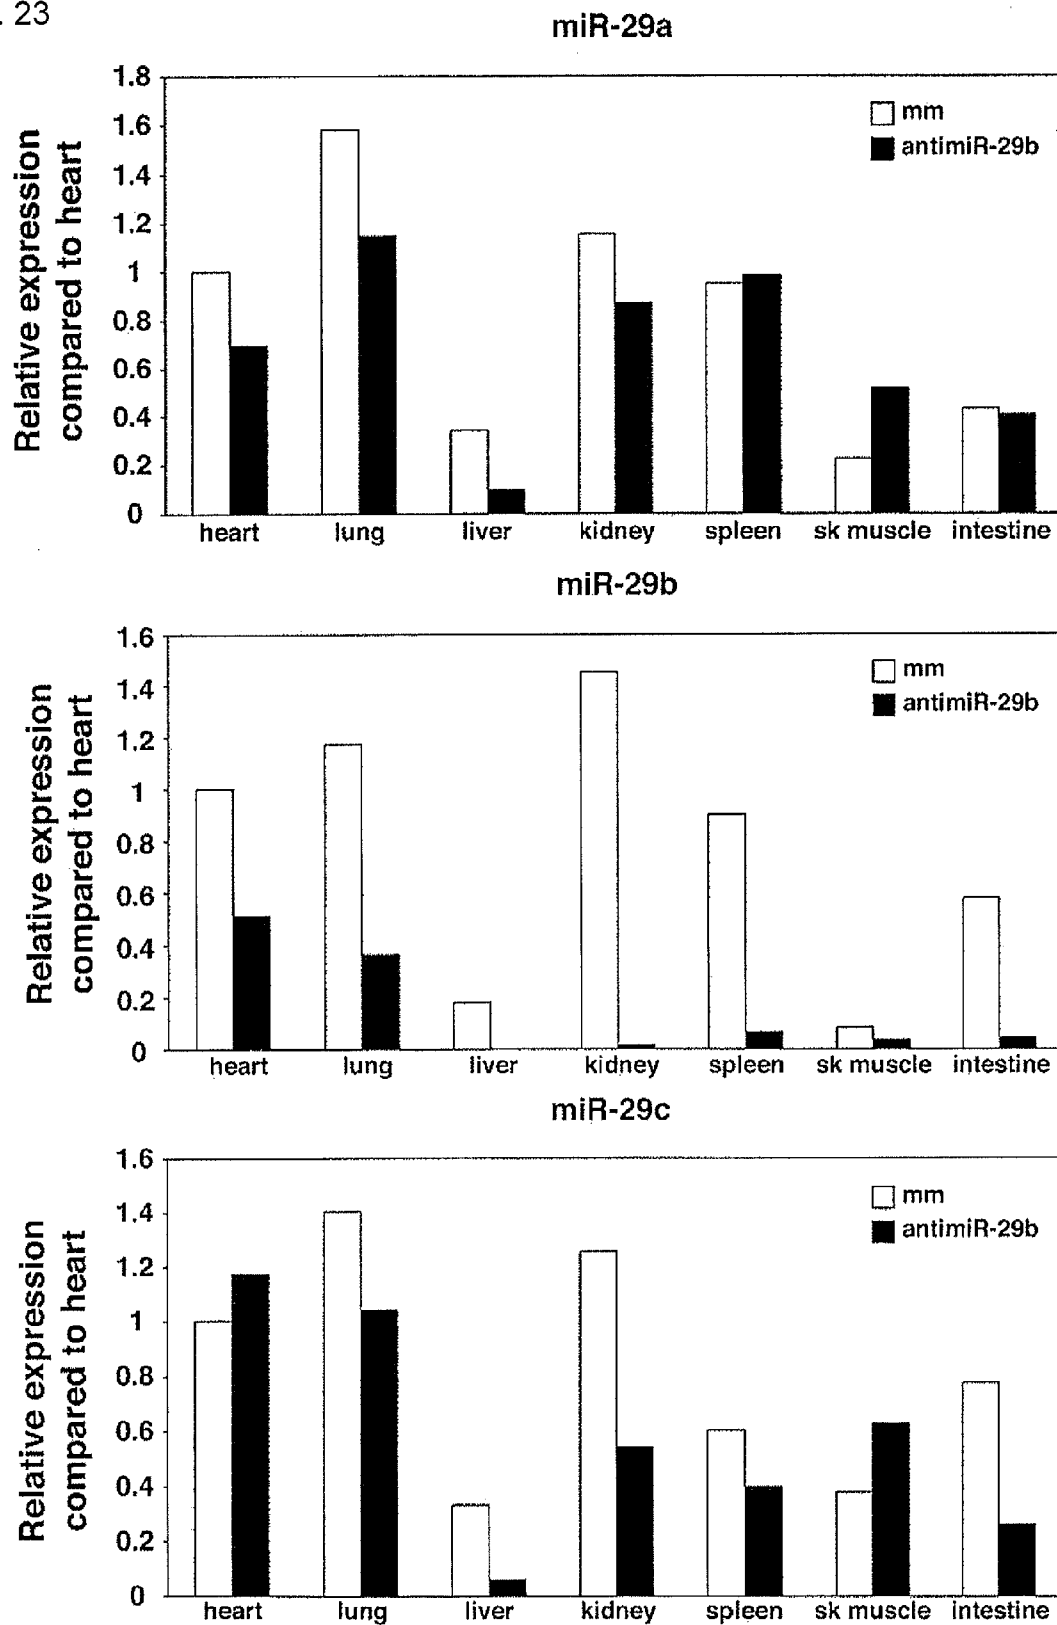 . 23
miR-29a
Relative expression
compared to heart
1.8
1.6
1.4
1.2
1
0.8
0.6
0.4
0.2
0
mm
antimiR-29b
heart lung liver kidney spleen sk muscle intestine
miR-29b
Relative expression
compared to heart
1.6
1.4
1.2
1
0.8
0.6
0.4
0.2
0
mm
antimiR-29b
heart lung liver kidney spleen sk muscle intestine
miR-29c
Relative expression
compared to heart
1.6
1.4
1.2
1
0.8
0.6
0.4
0.2
0
mm
antimiR-29b
heart lung liver kidney spleen sk muscle intestine